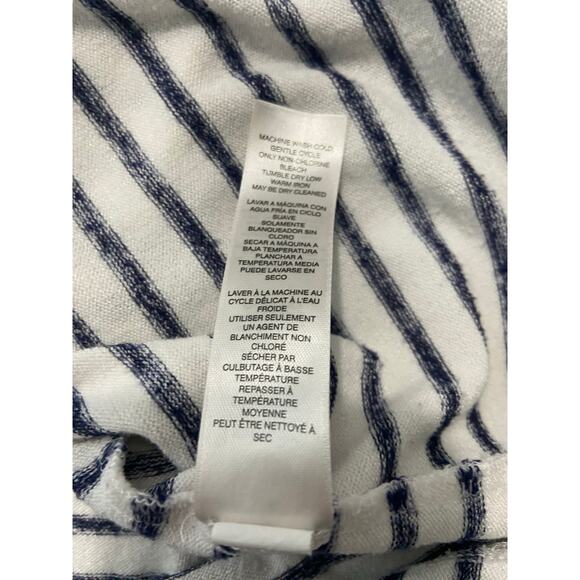 MACHINE WASH COLD
GENTLE CYCLE
ONLY NON-CHLORINE
BLEACH
TUMBLE DRY LOW
WARM IRON
MAY BE DRY CLEANED
LAVAR A MÁQUINA CON
AGUA FRÍA EN CICLO
SUAVE
SOLAMENTE
BLANQUEADOR SIN
CLORO
SECAR A MÁQUINA A
BAJA TEMPERATURA
PLANCHAR A
TEMPERATURA MEDIA
PUEDE LAVARSE EN
SECO
LAVER À LA MACHINE AU
CYCLE DÉLICAT À L'EAU
FROIDE
UTILISER SEULEMENT
UN AGENT DE
BLANCHIMENT NON
CHLORÉ
SÉCHER PAR
CULBUTAGE À BASSE
TEMPÉRATURE
REPASSER À
TEMPÉRATURE
MOYENNE
PEUT ÊTRE NETTOYÉ À
SEC